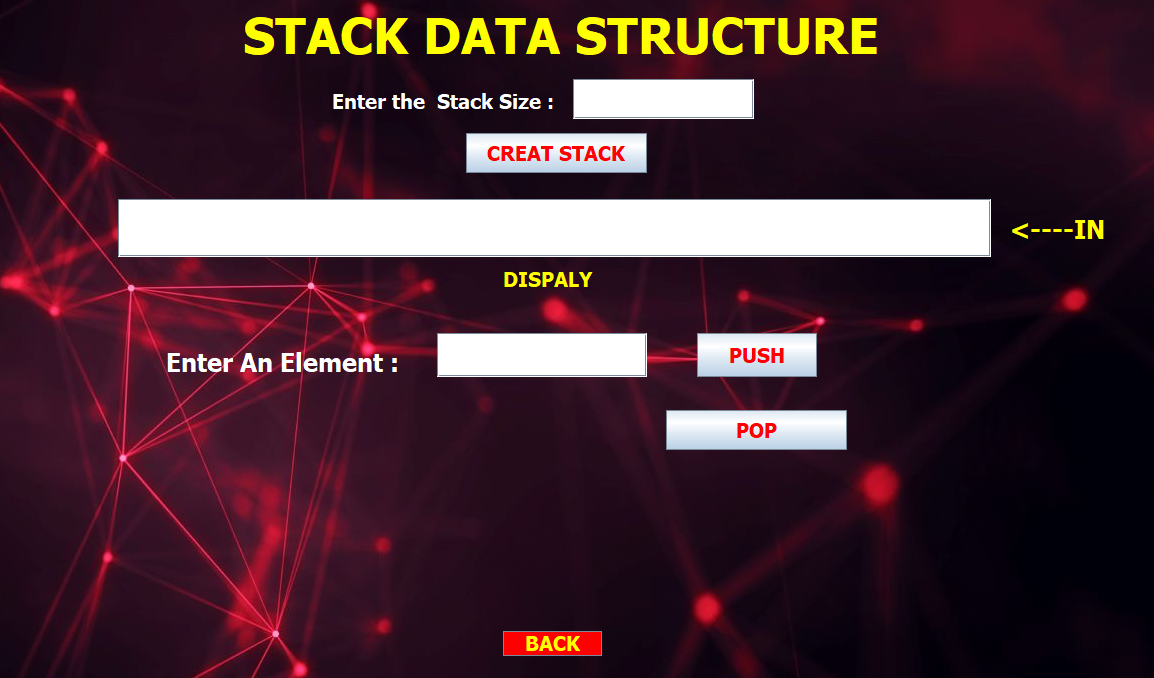 STACK DATA STRUCTURE
Enter the Stack Size :
CREAT STACK
<----IN
DISPALY
Enter An Element :
PUSH
POP
BACK